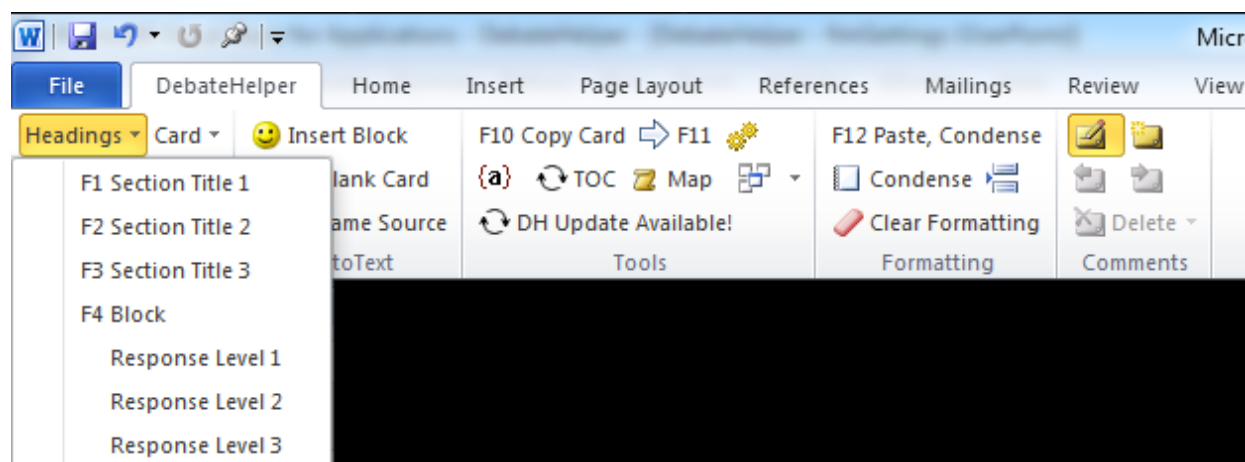 W
Micr
File DebateHelper Home Insert Page Layout References Mailings Review View
Headings Card Insert Block F10 Copy Card F11 F12 Paste, Condense
F1 Section Title 1 lank Card {a} TOC Map Condense
F2 Section Title 2 ame Source DH Update Available! Clear Formatting Delete
F3 Section Title 3 toText Tools Formatting Comments
F4 Block
Response Level 1
Response Level 2
Response Level 3